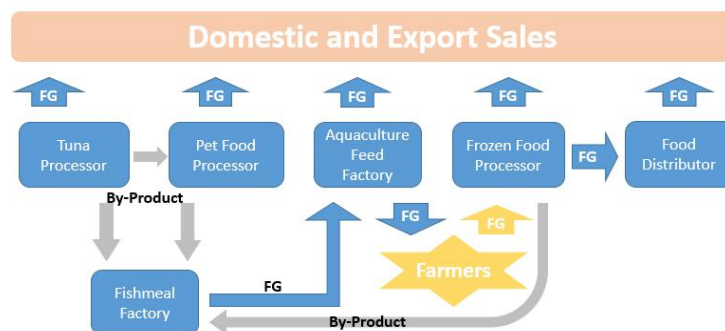 Domestic and Export Sales
FG
FG
FG
FG
FG
Tuna
Processor
Pet Food
Processor
Aquaculture
Feed
Factory
Frozen Food
Processor
FG
Food
Distributor
By-Product
FG
FG
Farmers
Fishmeal
Factory
FG
By-Product